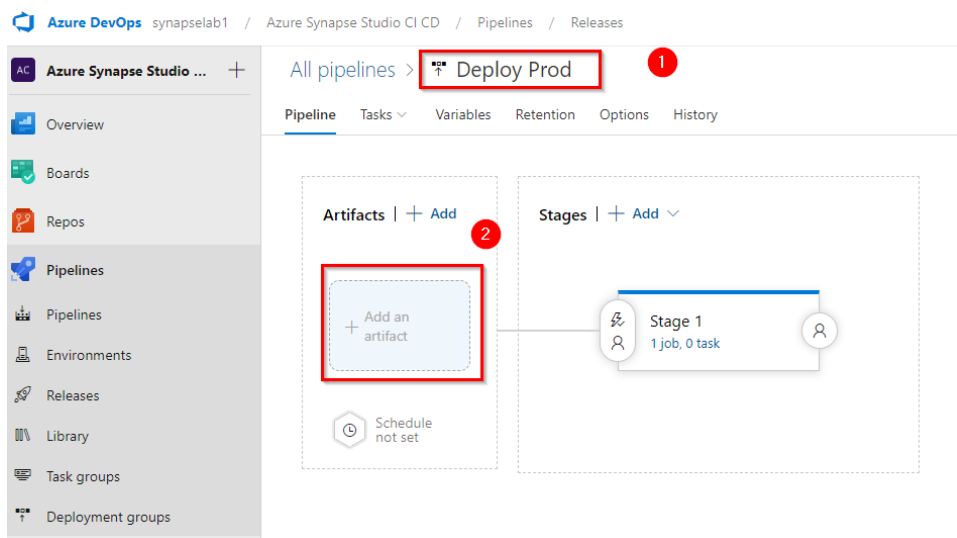 Azure DevOps synapselab1 / Azure Synapse Studio CI CD / Pipelines / Releases
AC Azure Synapse Studio ... +
All pipelines > Deploy Prod
1
Pipeline Tasks Variables Retention Options History
Overview
Boards
Repos
Pipelines
Pipelines
Environments
Releases
Library
Task groups
Deployment groups
Artifacts | + Add
2
+ Add an
artifact
Schedule
not set
Stages | + Add
Stage 1
1 job, 0 task